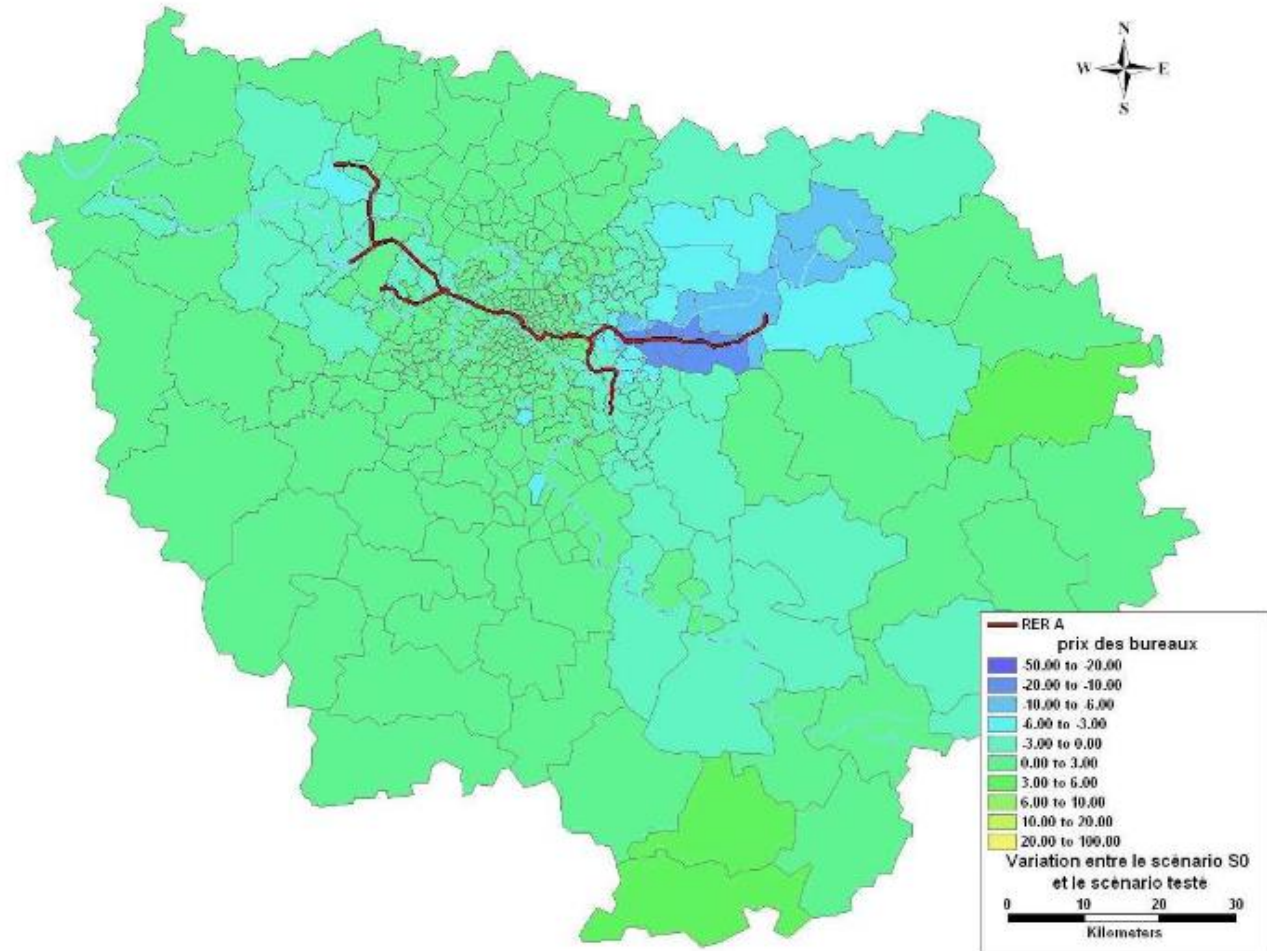 N
W E
S
RER A
prix des bureaux
-50.00 to -20.00
-20.00 to -10.00
-10.00 to -6.00
-6.00 to -3.00
-3.00 to 0.00
0.00 to 3.00
3.00 to 6.00
6.00 to 10.00
10.00 to 20.00
20.00 to 100.00
Variation entre le scénario S0
et le scénario testé
0 10 20 30
Kilometers